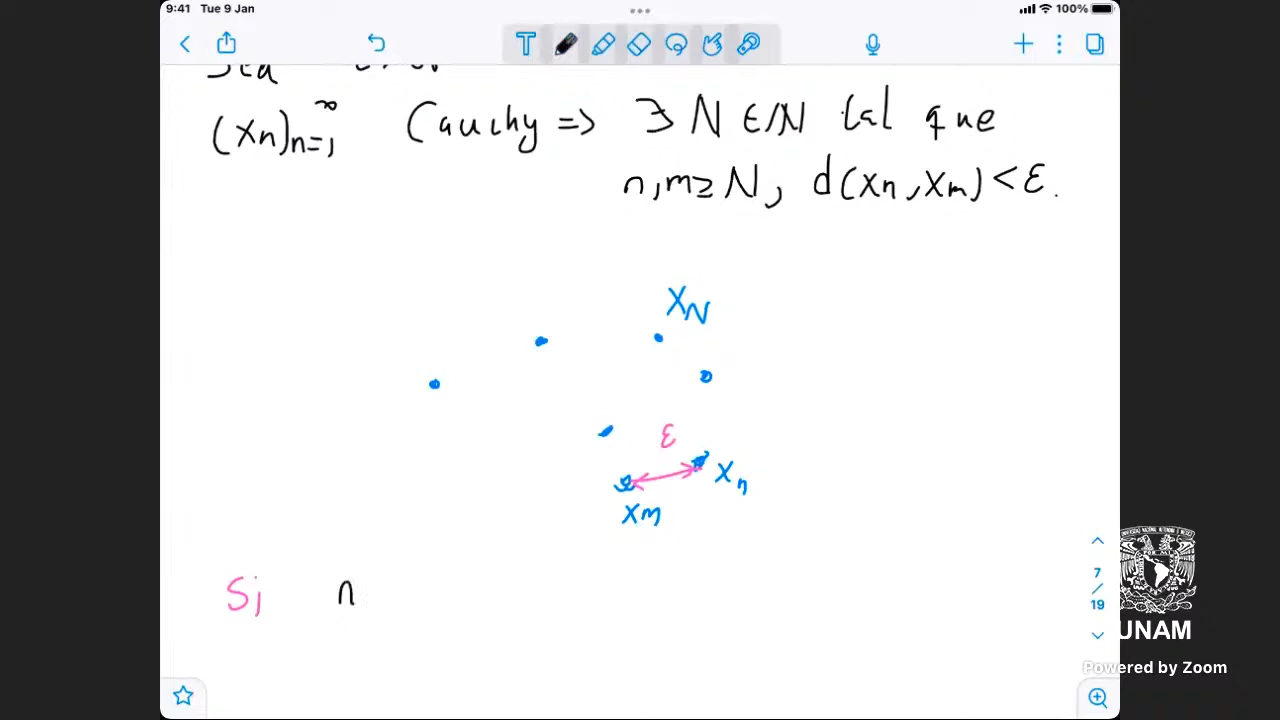 9:41 Tue 9 Jan 100%
(Xn)n=1^∞ Cauchy => ∃ N ∈ ℕ tal que
n,m≥N, d(Xn,Xm)<ε.
XN
ε
Xn
Xm
Si n
7
/
19
UNAM
Powered by Zoom